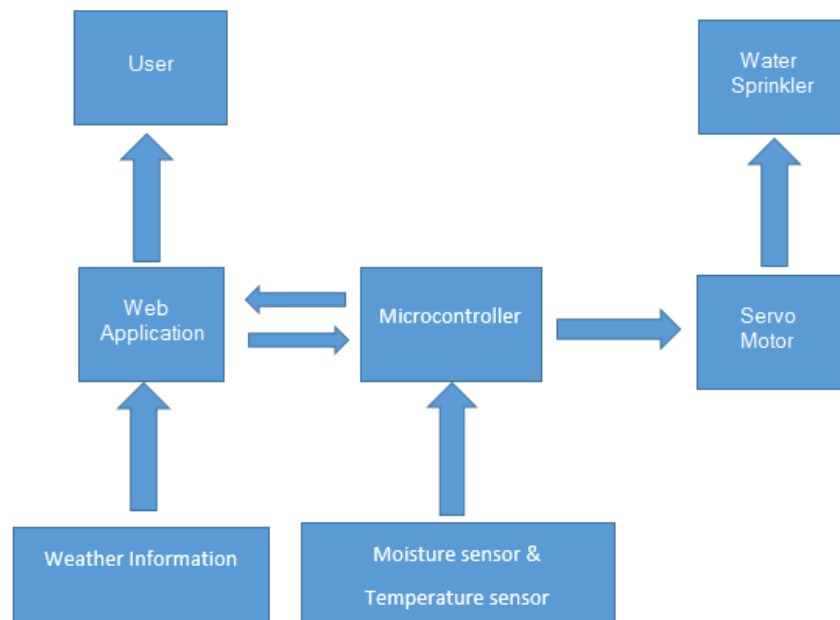 User
Water
Sprinkler
Web
Application
Microcontroller
Servo
Motor
Weather Information
Moisture sensor &
Temperature sensor